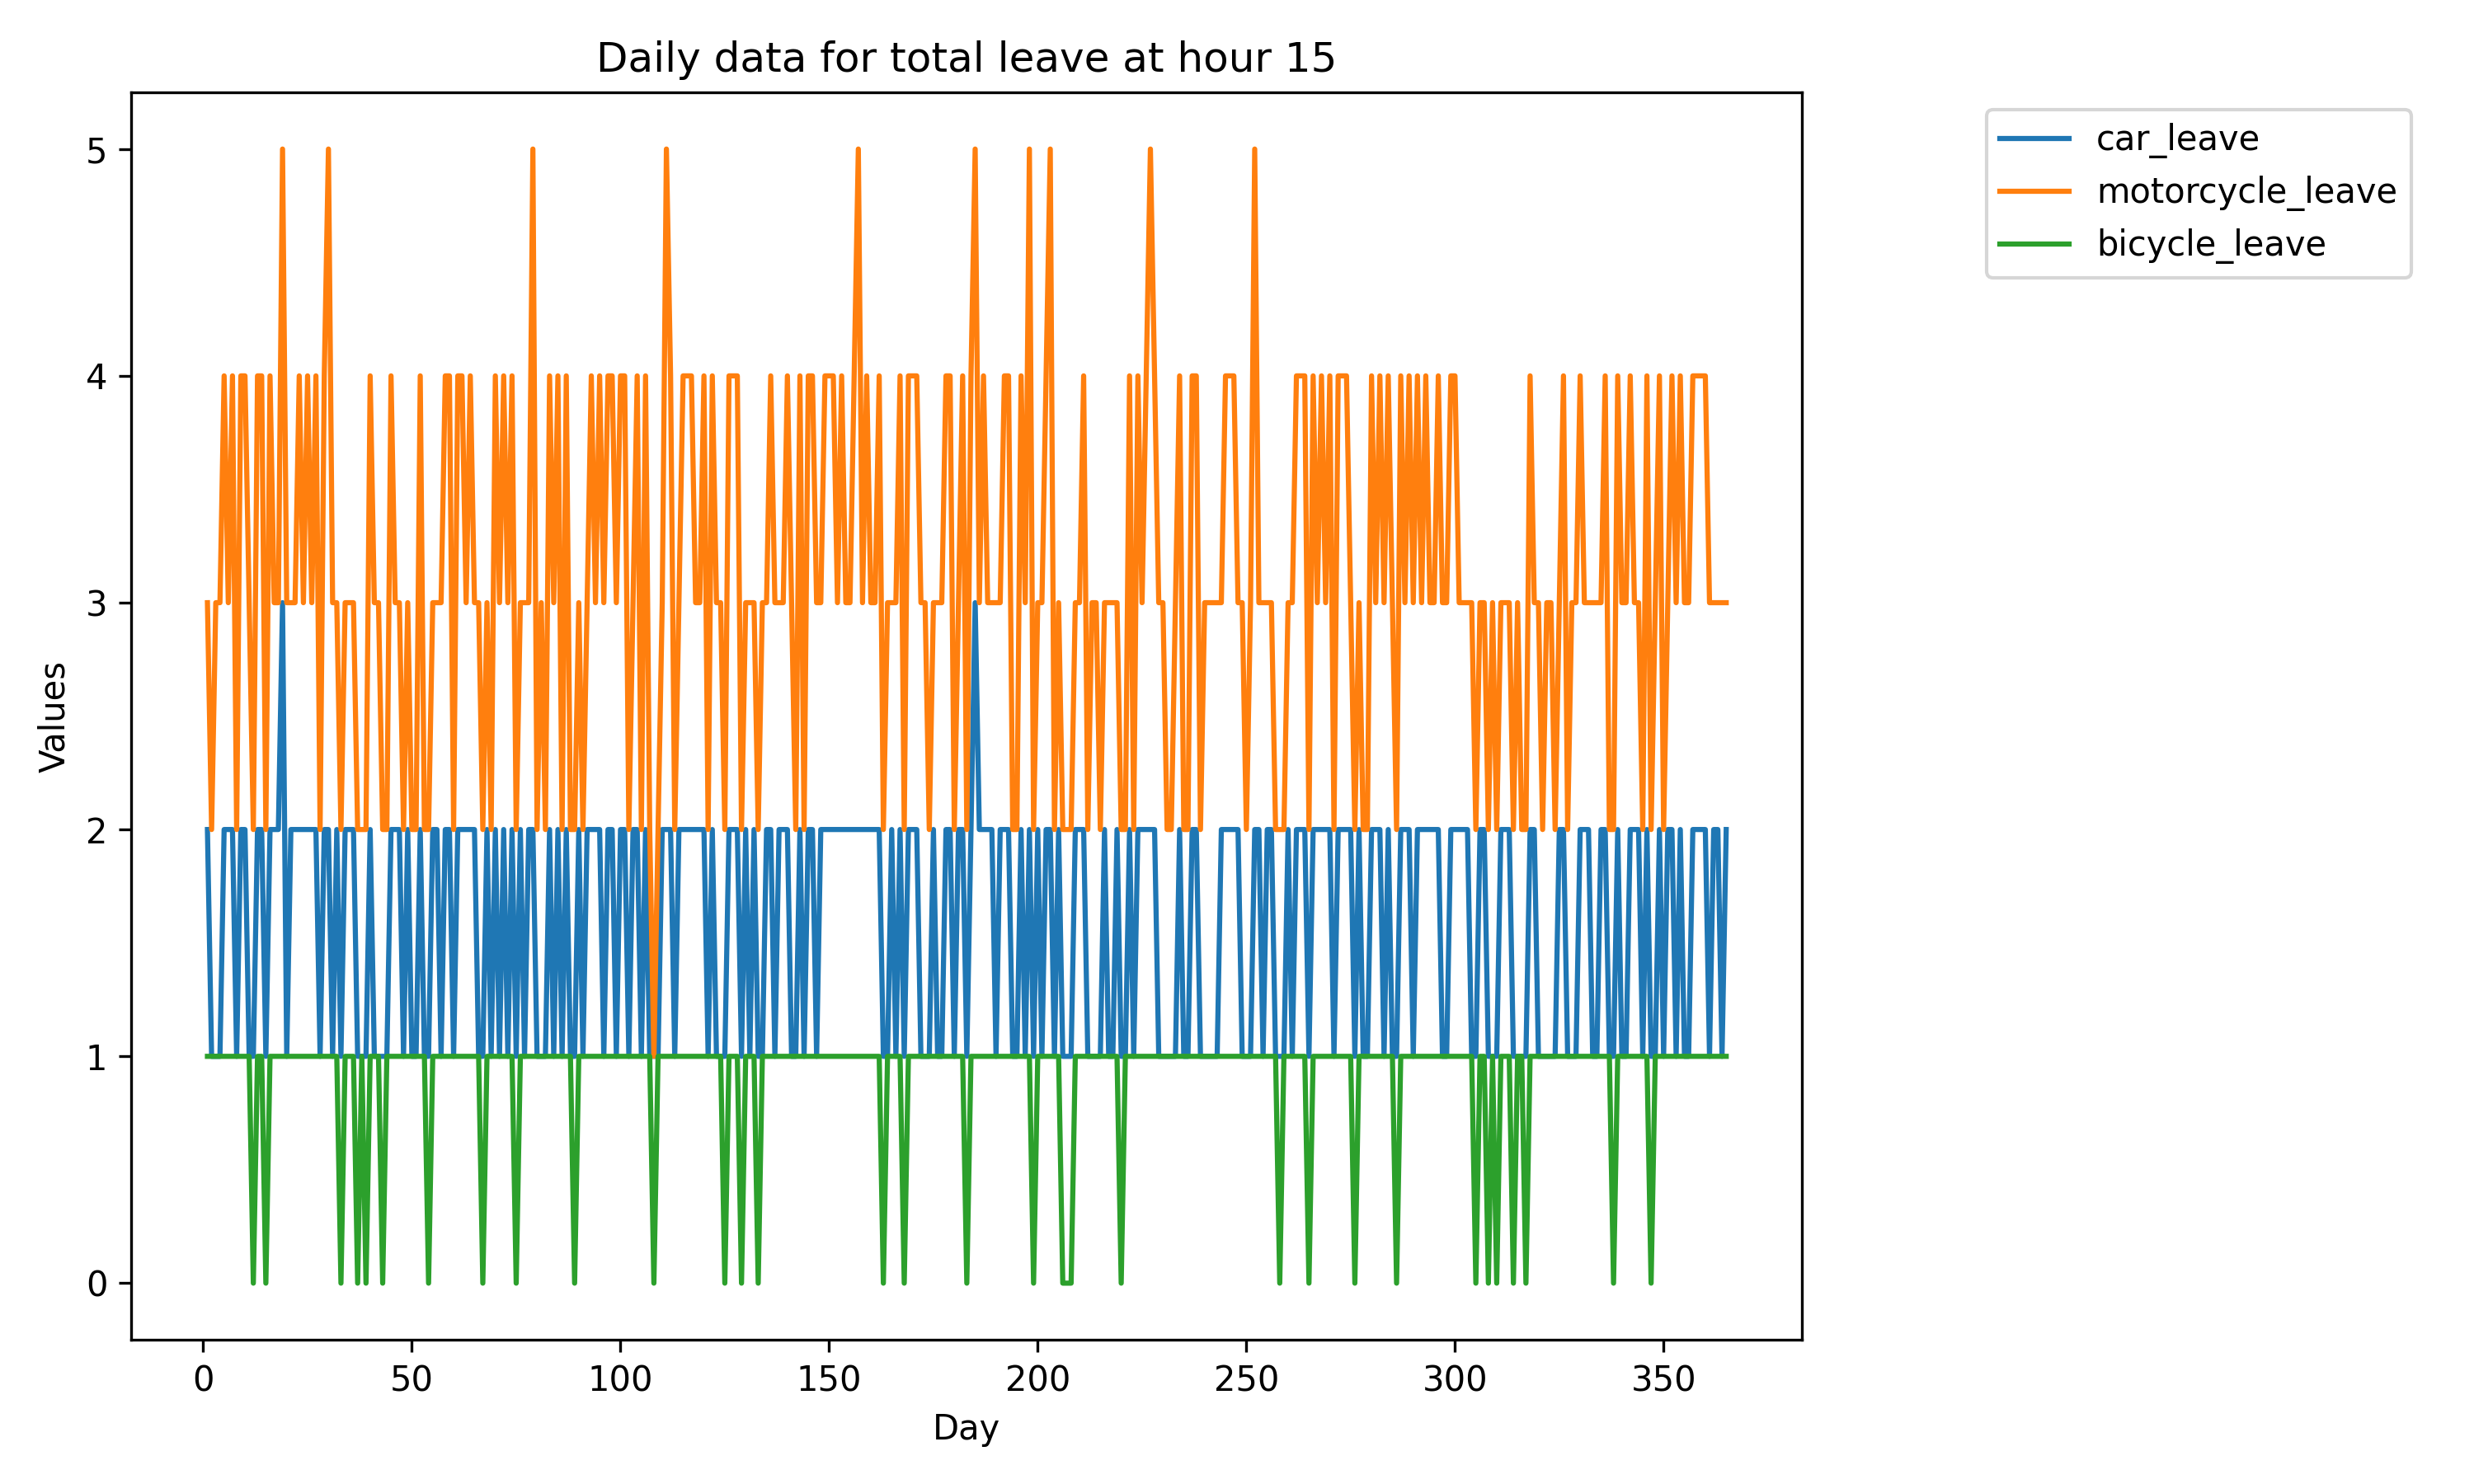 Daily data for total leave at hour 15
car_leave
motorcycle_leave
bicycle_leave
5
4
3
2
1
0
Values
0 50 100 150 200 250 300 350
Day